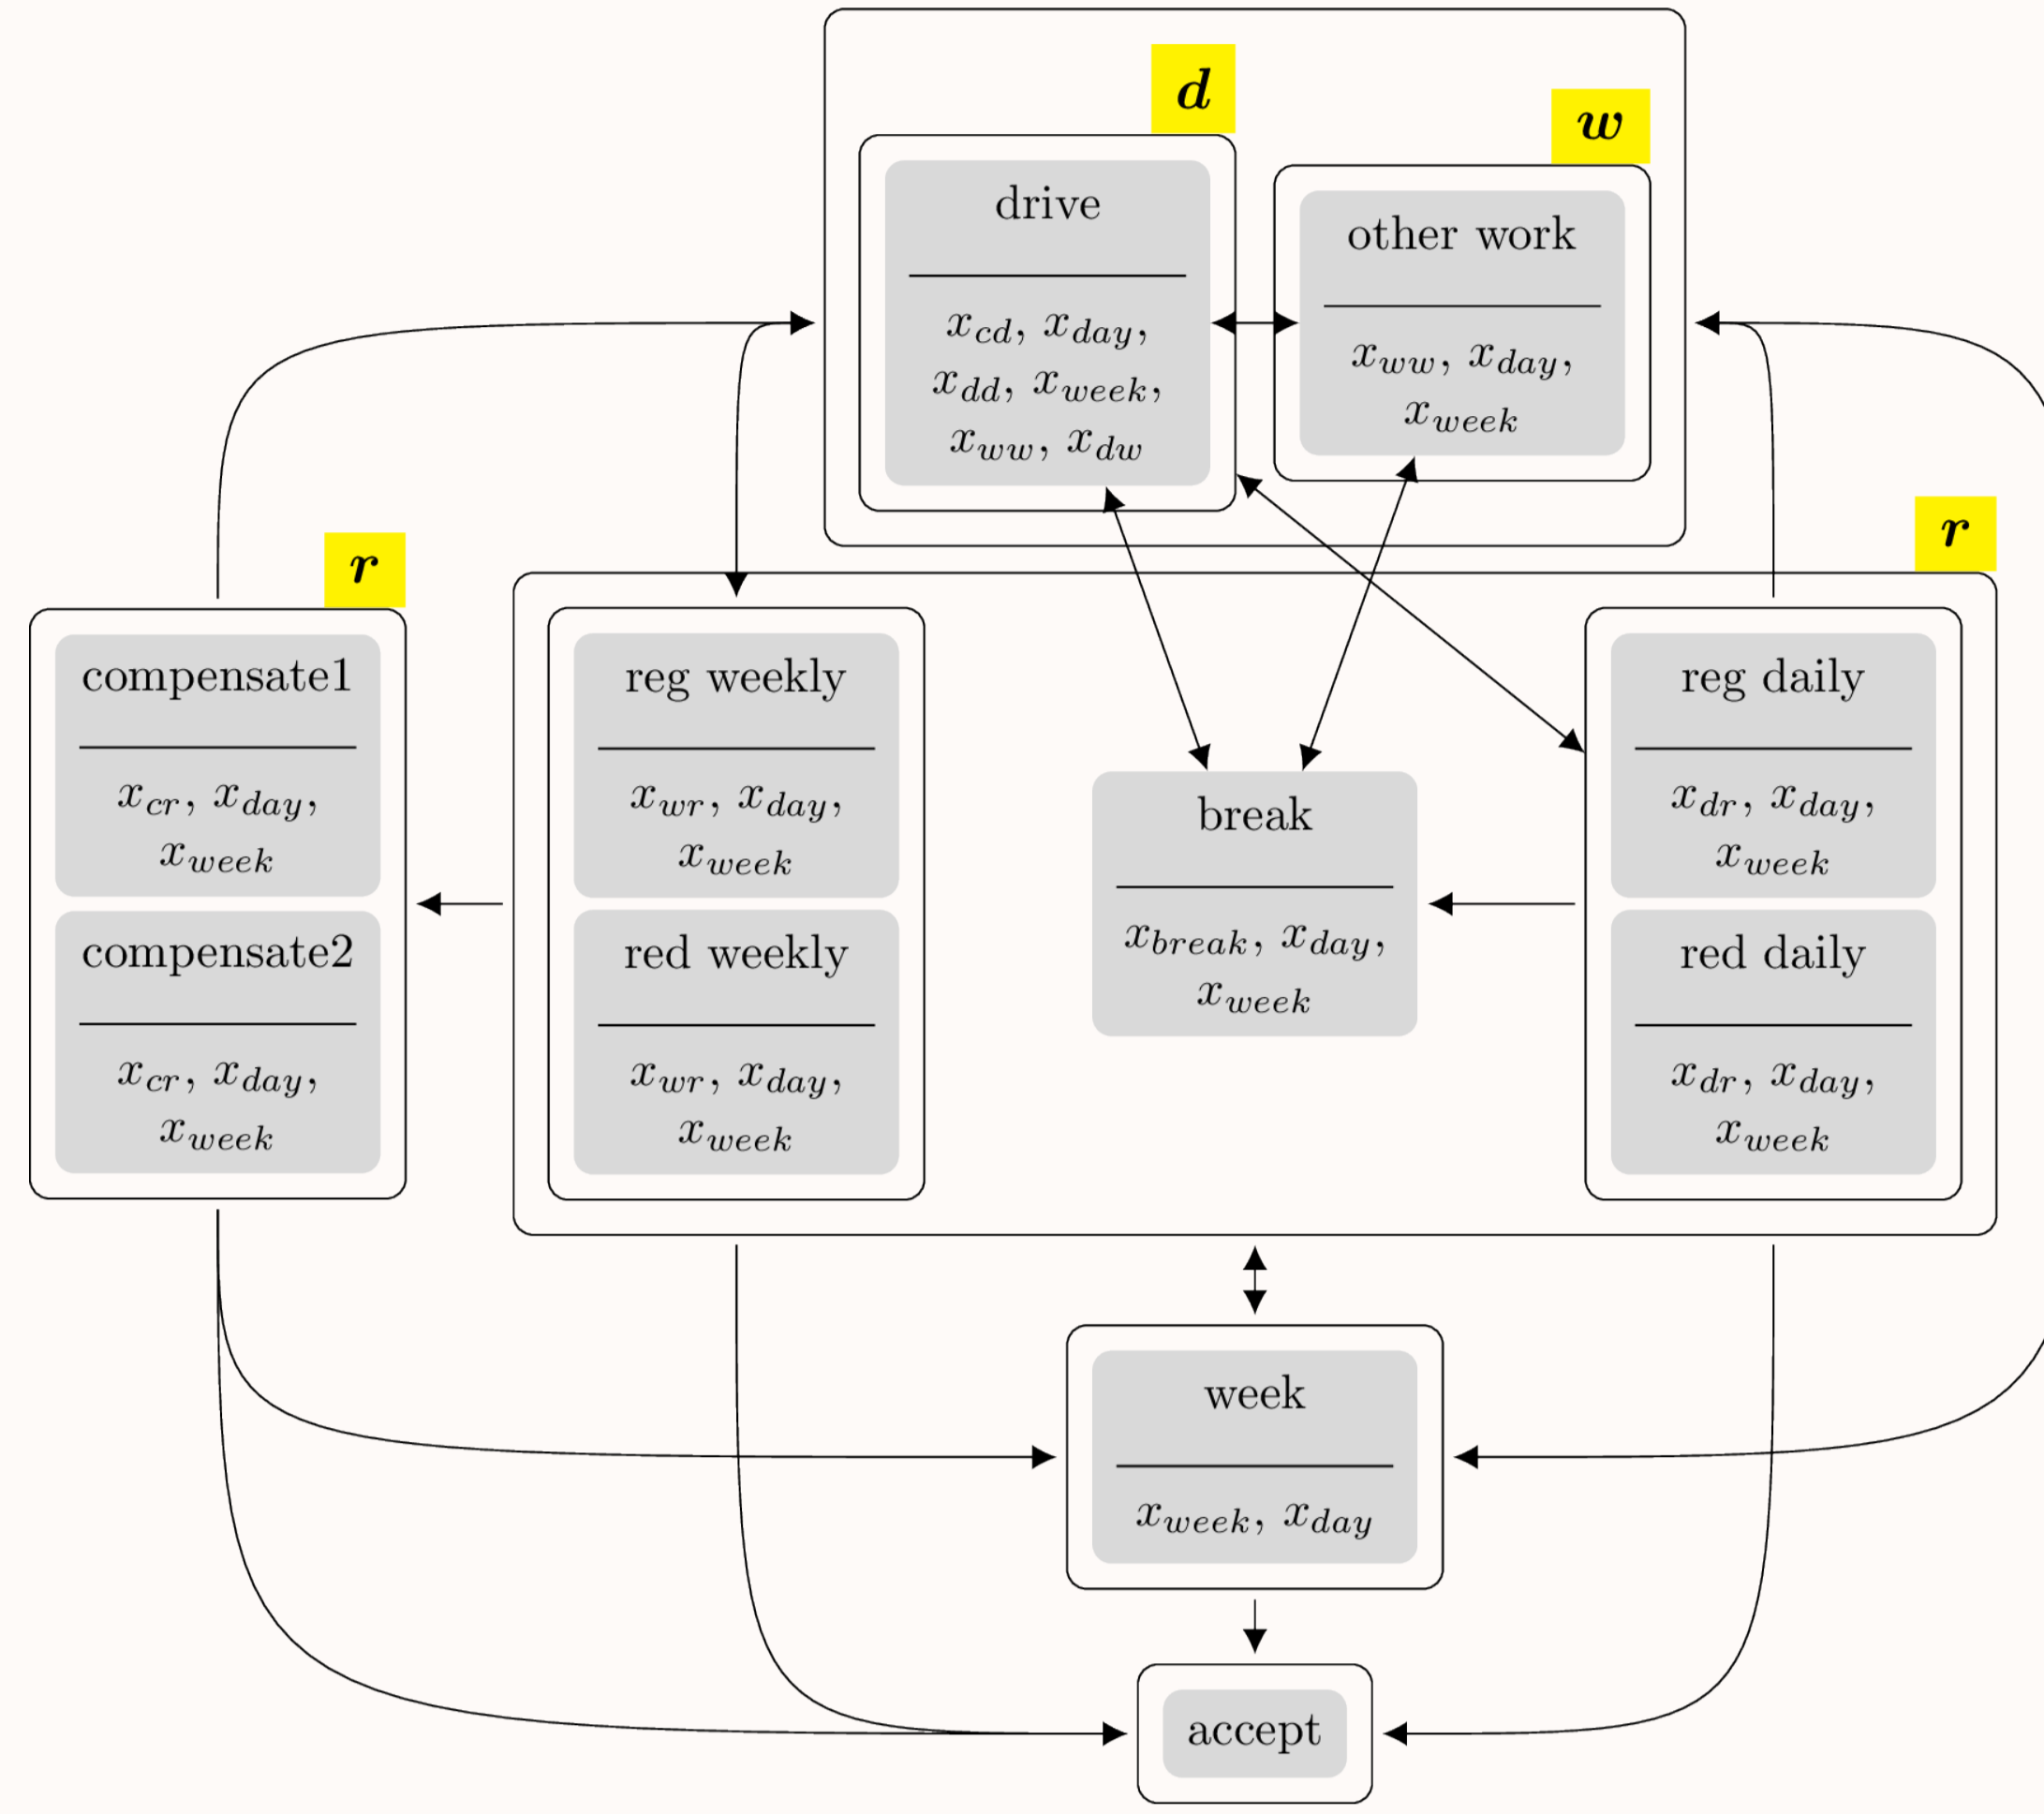 d
w
drive
x_cd, x_day,
x_dd, x_week,
x_ww, x_dw
other work
x_ww, x_day,
x_week
r
compensate1
x_cr, x_day,
x_week
compensate2
x_cr, x_day,
x_week
r
reg weekly
x_wr, x_day,
x_week
red weekly
x_wr, x_day,
x_week
break
x_break, x_day,
x_week
reg daily
x_dr, x_day,
x_week
red daily
x_dr, x_day,
x_week
week
x_week, x_day
accept